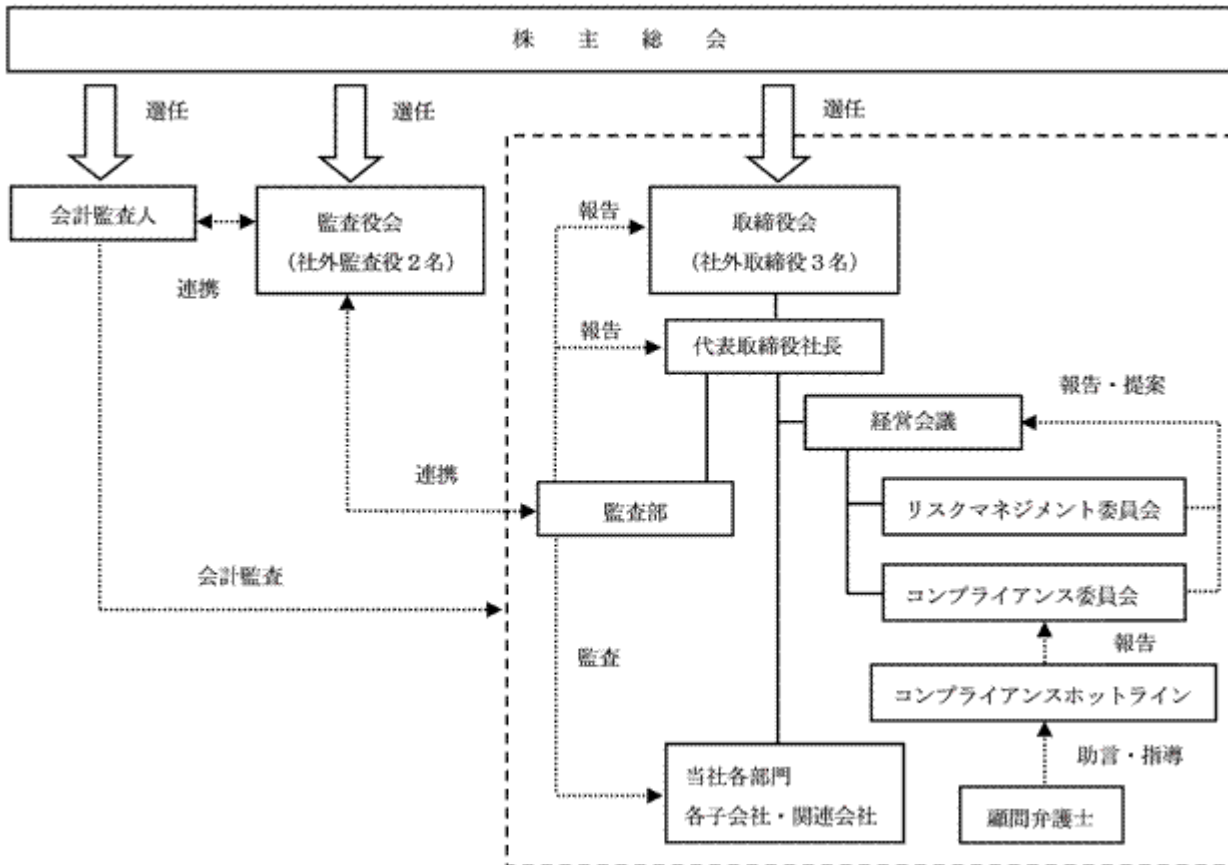 株 主 総 会
選任
選任
選任
会計監査人
監査役会
(社外監査役2名)
連携
報告
取締役会
(社外取締役3名)
報告
代表取締役社長
報告・提案
経営会議
連携
監査部
リスクマネジメント委員会
会計監査
コンプライアンス委員会
監査
報告
コンプライアンスホットライン
助言・指導
当社各部門
各子会社・関連会社
顧問弁護士